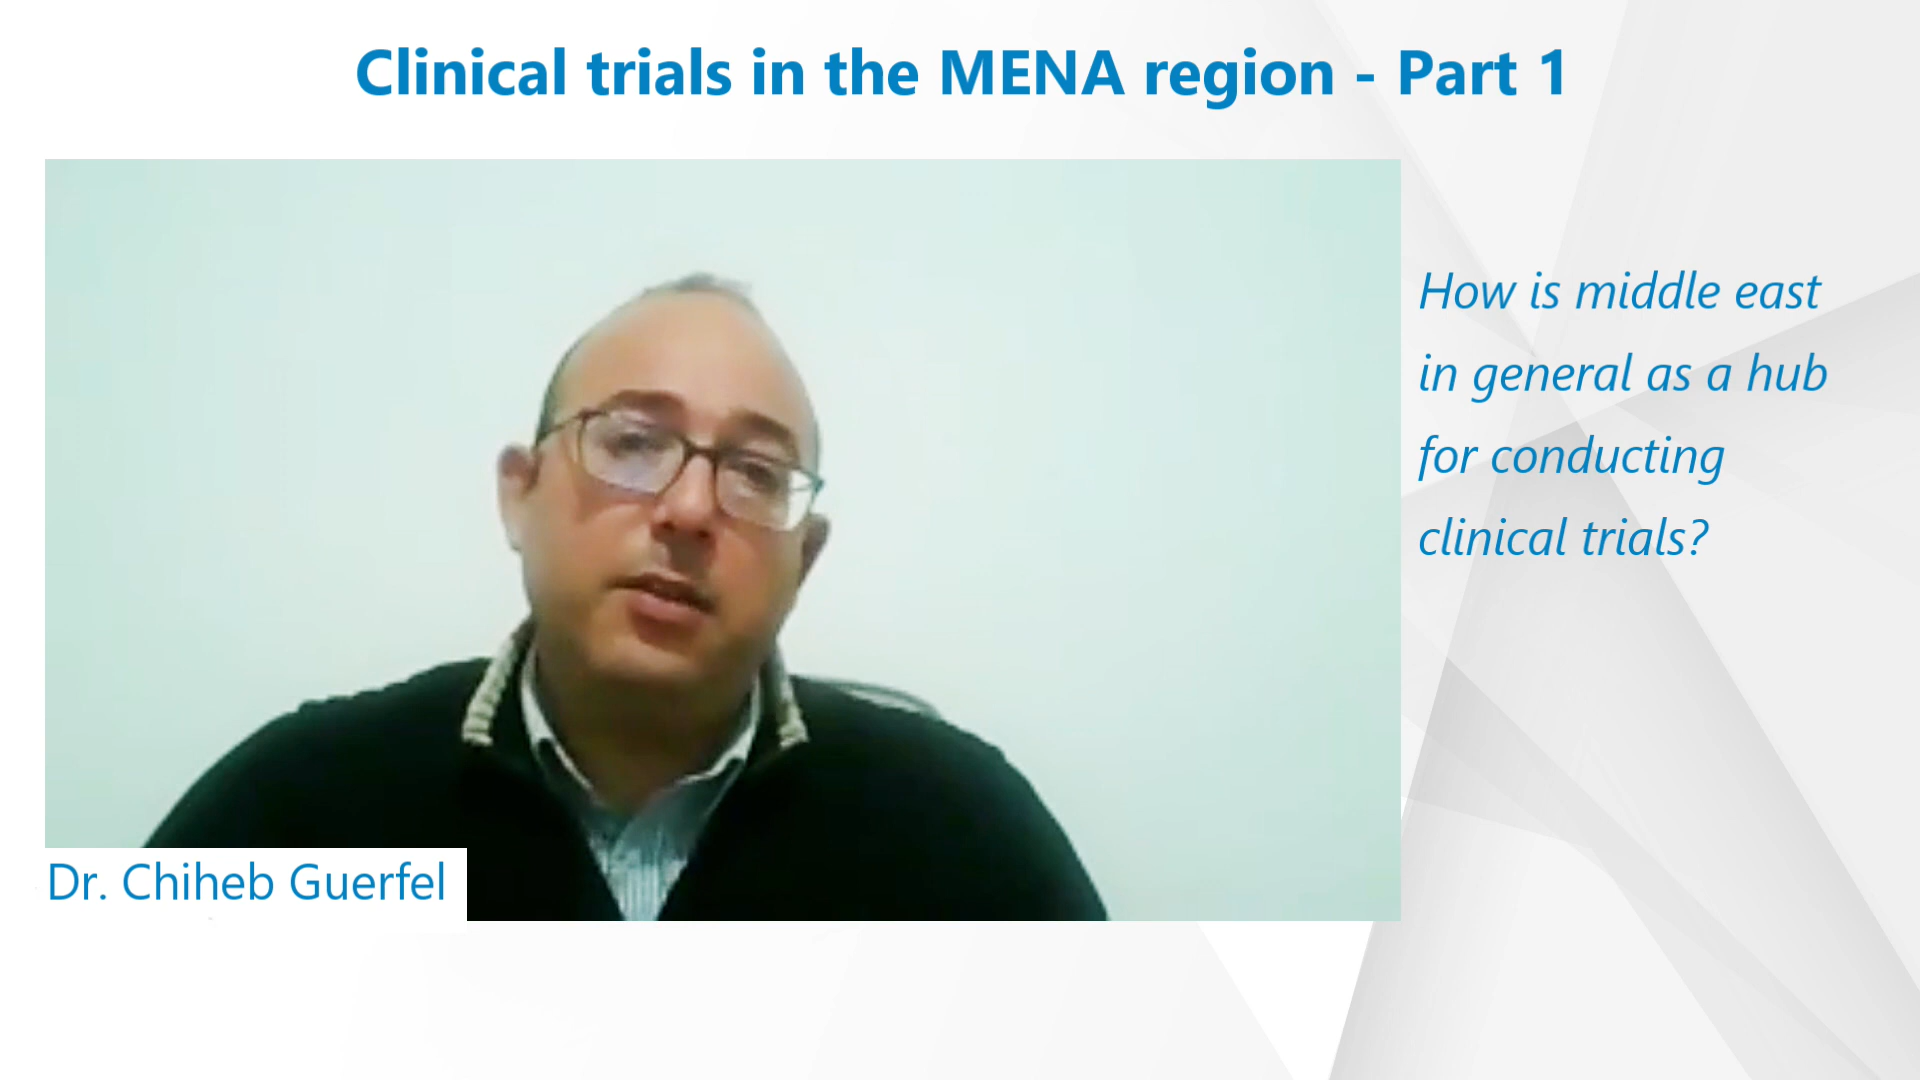 Clinical trials in the MENA region - Part 1
How is middle east
in general as a hub
for conducting
clinical trials?
Dr. Chiheb Guerfel